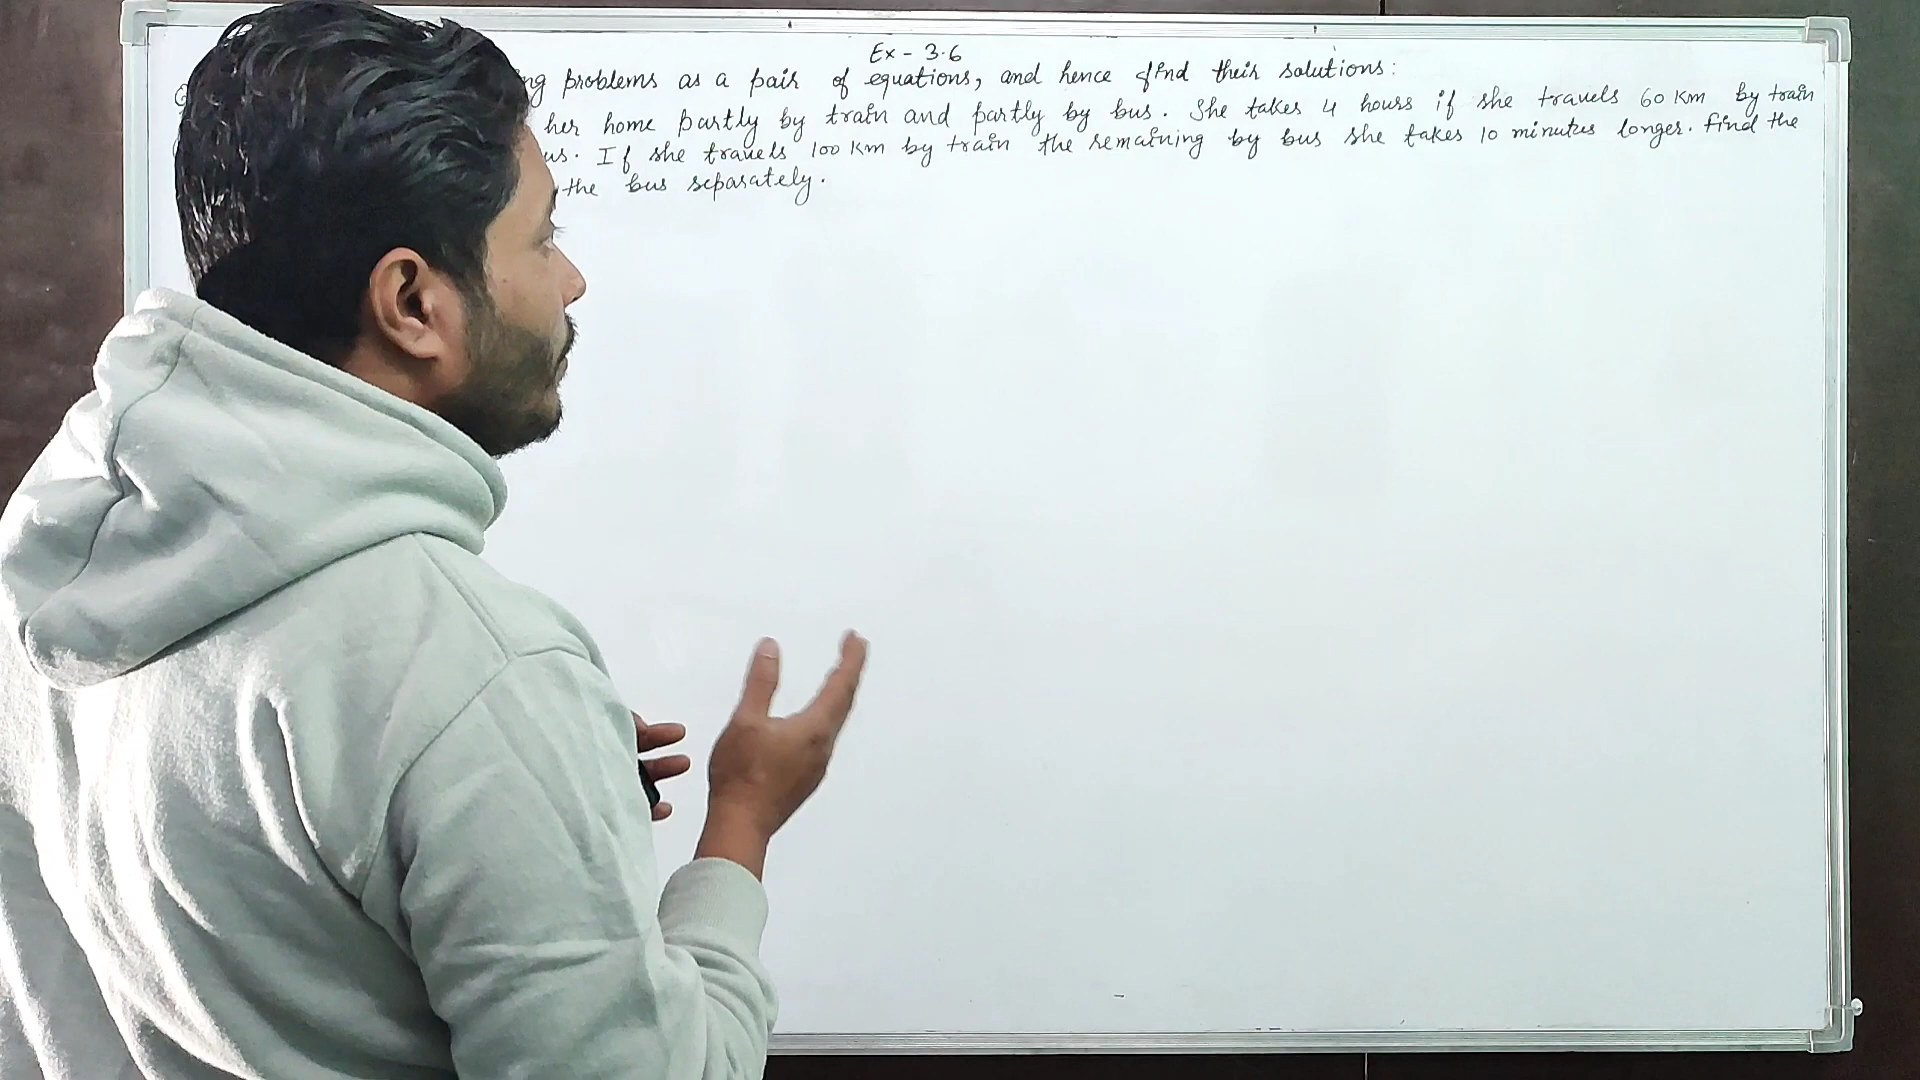 Ex - 3.6
ng problems as a pair of equations, and hence find their solutions:
her home partly by train and partly by bus. She takes 4 hours if she travels 60 Km by train
us. If she travels 100 Km by train the remaining by bus she takes 10 minutes longer. find the
the bus separately.